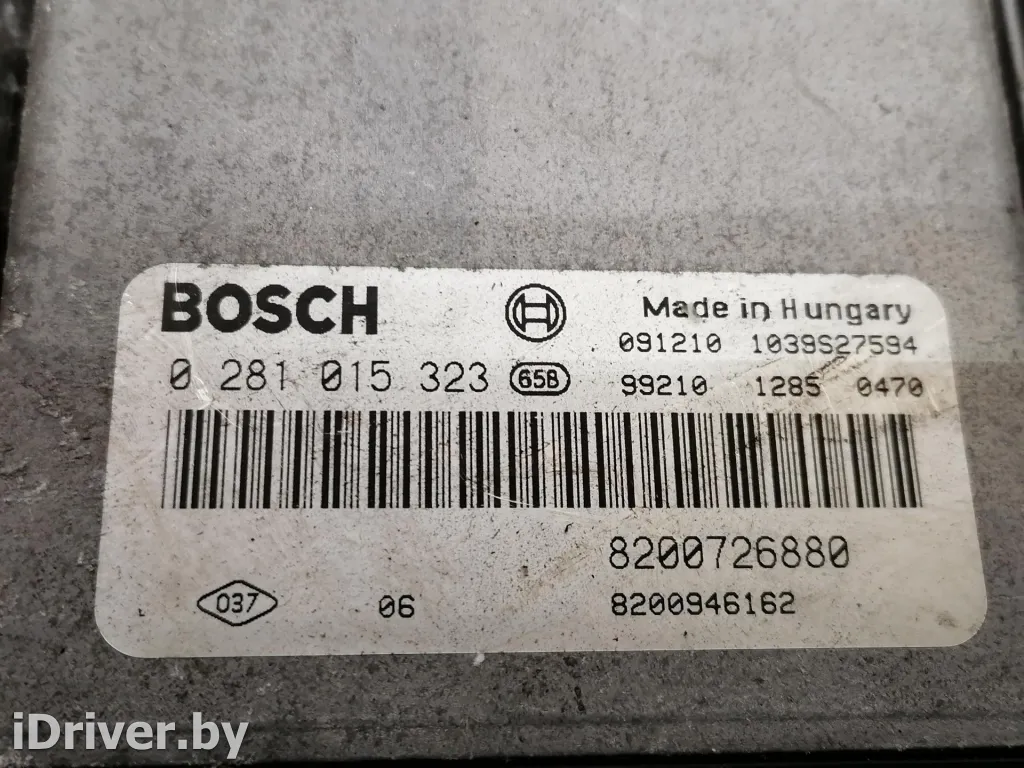 BOSCH
Made in Hungary
091210 1039S27594
0 281 015 323 65B
99210 1285 0470
8200726880
037 06 8200946162
iDriver.by